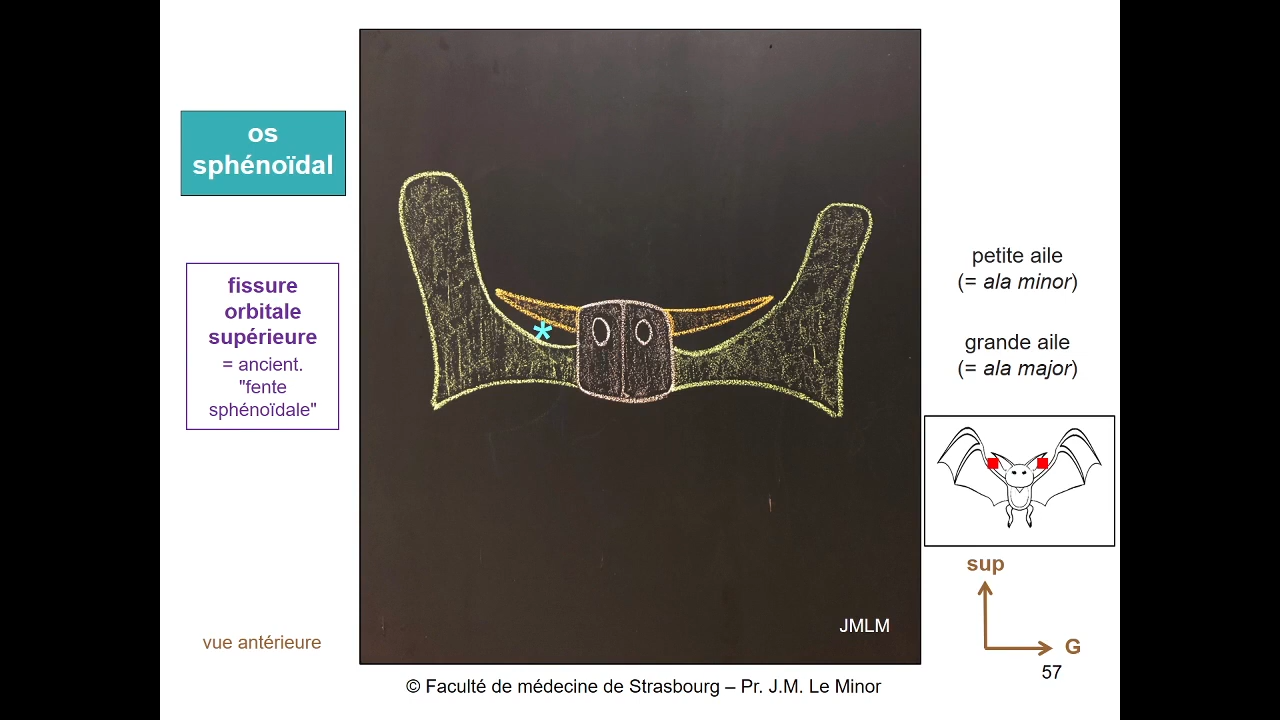 os
sphénoïdal
fissure
orbitale
supérieure
= ancient.
"fente
sphénoïdale"
vue antérieure
*
JMLM
petite aile
(= ala minor)
grande aile
(= ala major)
sup
G
57
© Faculté de médecine de Strasbourg – Pr. J.M. Le Minor